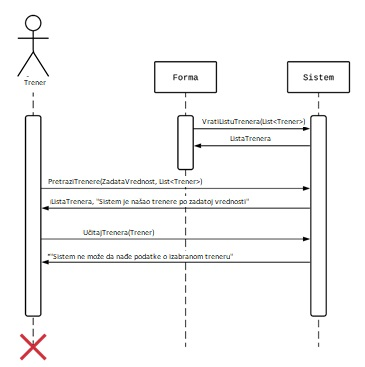 Trener
Forma
Sistem
VratiListuTrenera(List<Trener>)
ListaTrenera
PretraziTrenere(ZadataVrednost, List<Trener>)
iListaTrenera, "Sistem je našao trenere po zadatoj vrednosti"
UčitajTrenera(Trener)
*"Sistem ne može da nađe podatke o izabranom treneru"